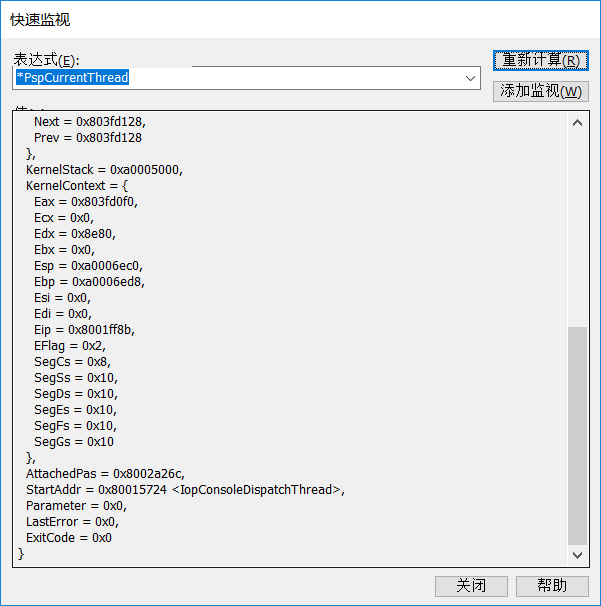 快速监视
表达式(E):
重新计算(R)
*PspCurrentThread
添加监视(W)
Next = 0x803fd128,
Prev = 0x803fd128
},
KernelStack = 0xa0005000,
KernelContext = {
Eax = 0x803fd0f0,
Ecx = 0x0,
Edx = 0x8e80,
Ebx = 0x0,
Esp = 0xa0006ec0,
Ebp = 0xa0006ed8,
Esi = 0x0,
Edi = 0x0,
Eip = 0x8001ff8b,
EFlag = 0x2,
SegCs = 0x8,
SegSs = 0x10,
SegDs = 0x10,
SegEs = 0x10,
SegFs = 0x10,
SegGs = 0x10
},
AttachedPas = 0x8002a26c,
StartAddr = 0x80015724 <IopConsoleDispatchThread>,
Parameter = 0x0,
LastError = 0x0,
ExitCode = 0x0
}
关闭
帮助